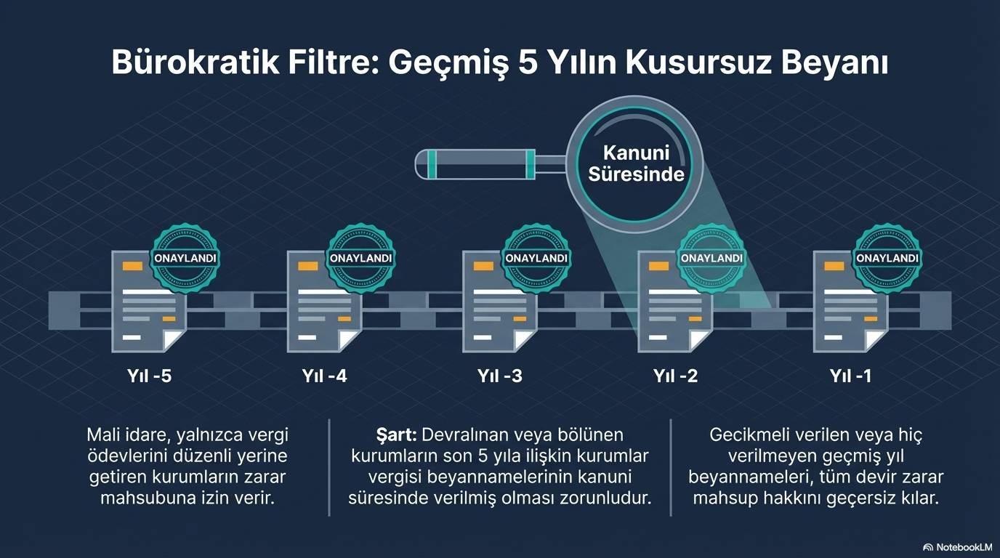 Bürokratik Filtre: Geçmiş 5 Yılın Kusursuz Beyanı
Kanuni
Süresinde
ONAYLANDI
ONAYLANDI
ONAYLANDI
ONAYLANDI
ONAYLANDI
Yıl -5
Yıl -4
Yıl -3
Yıl -2
Yıl -1
Mali idare, yalnızca vergi
ödevlerini düzenli yerine
getiren kurumların zarar
mahsubuna izin verir.
Şart: Devralınan veya bölünen
kurumların son 5 yıla ilişkin kurumlar
vergisi beyannamelerinin kanuni
süresinde verilmiş olması zorunludur.
Gecikmeli verilen veya hiç
verilmeyen geçmiş yıl
beyannameleri, tüm devir zarar
mahsup hakkını geçersiz kılar.
NotebookLM